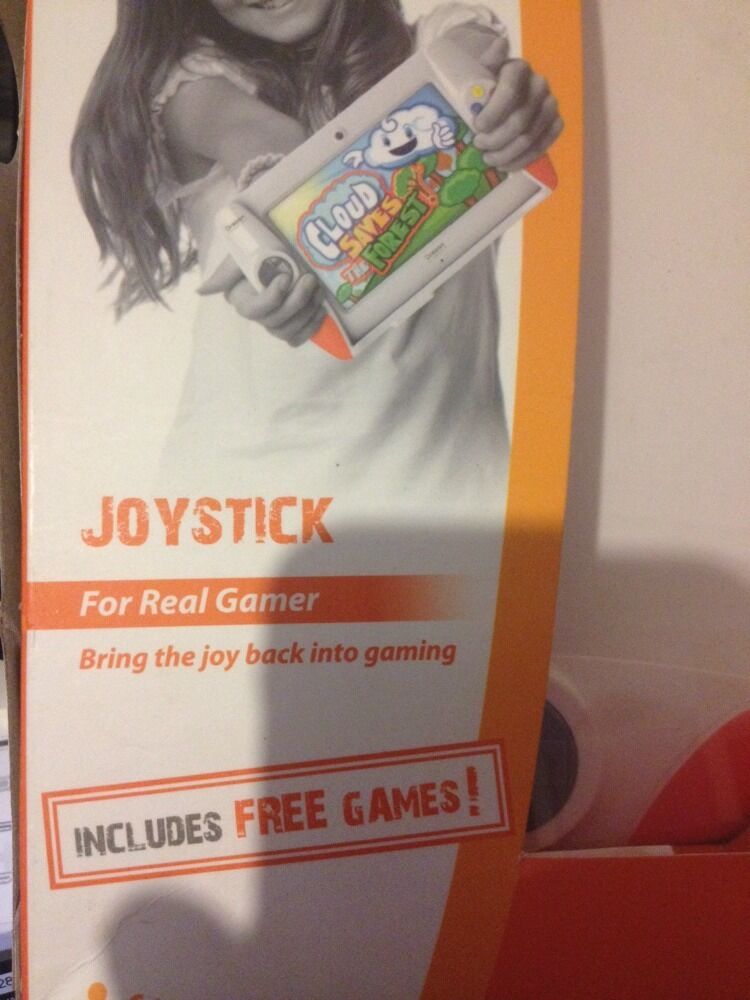 CLOUD
SAVES
THE FOREST
JOYSTICK
For Real Gamer
Bring the joy back into gaming
INCLUDES FREE GAMES!